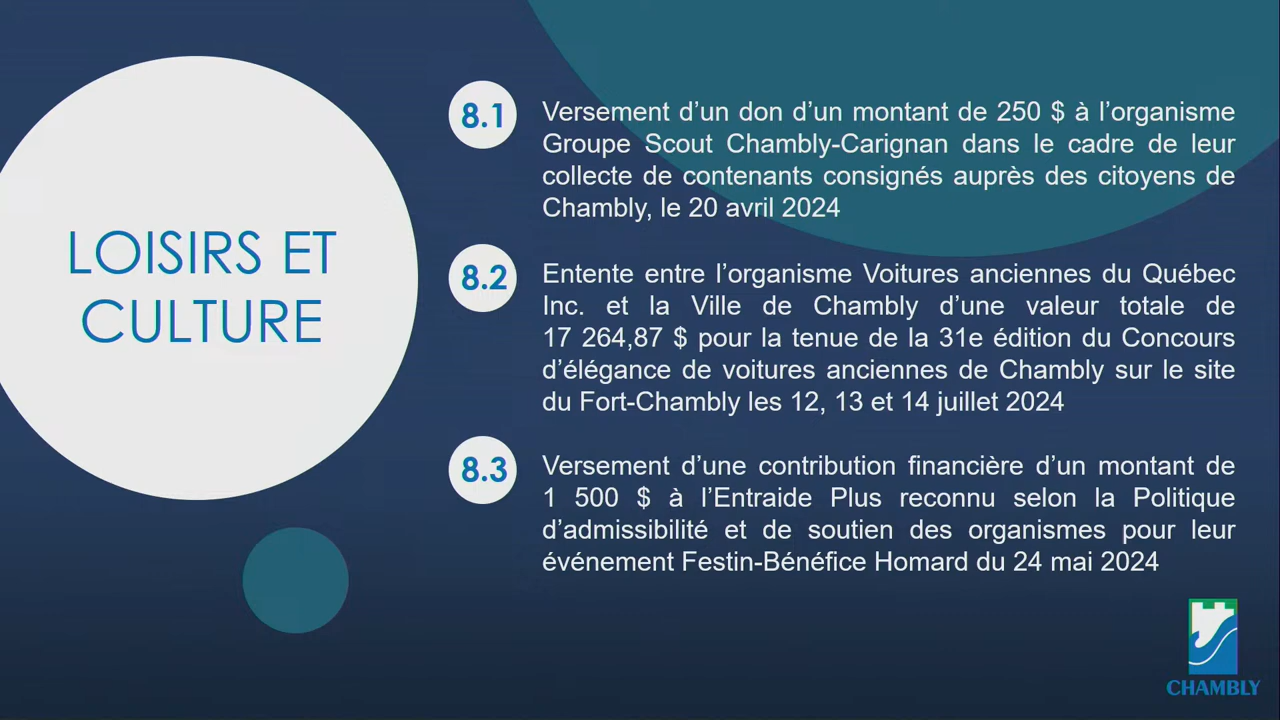 LOISIRS ET
CULTURE
8.1
Versement d’un don d’un montant de 250 $ à l’organisme
Groupe Scout Chambly-Carignan dans le cadre de leur
collecte de contenants consignés auprès des citoyens de
Chambly, le 20 avril 2024
8.2
Entente entre l’organisme Voitures anciennes du Québec
Inc. et la Ville de Chambly d’une valeur totale de
17 264,87 $ pour la tenue de la 31e édition du Concours
d’élégance de voitures anciennes de Chambly sur le site
du Fort-Chambly les 12, 13 et 14 juillet 2024
8.3
Versement d’une contribution financière d’un montant de
1 500 $ à l’Entraide Plus reconnu selon la Politique
d’admissibilité et de soutien des organismes pour leur
événement Festin-Bénéfice Homard du 24 mai 2024
CHAMBLY